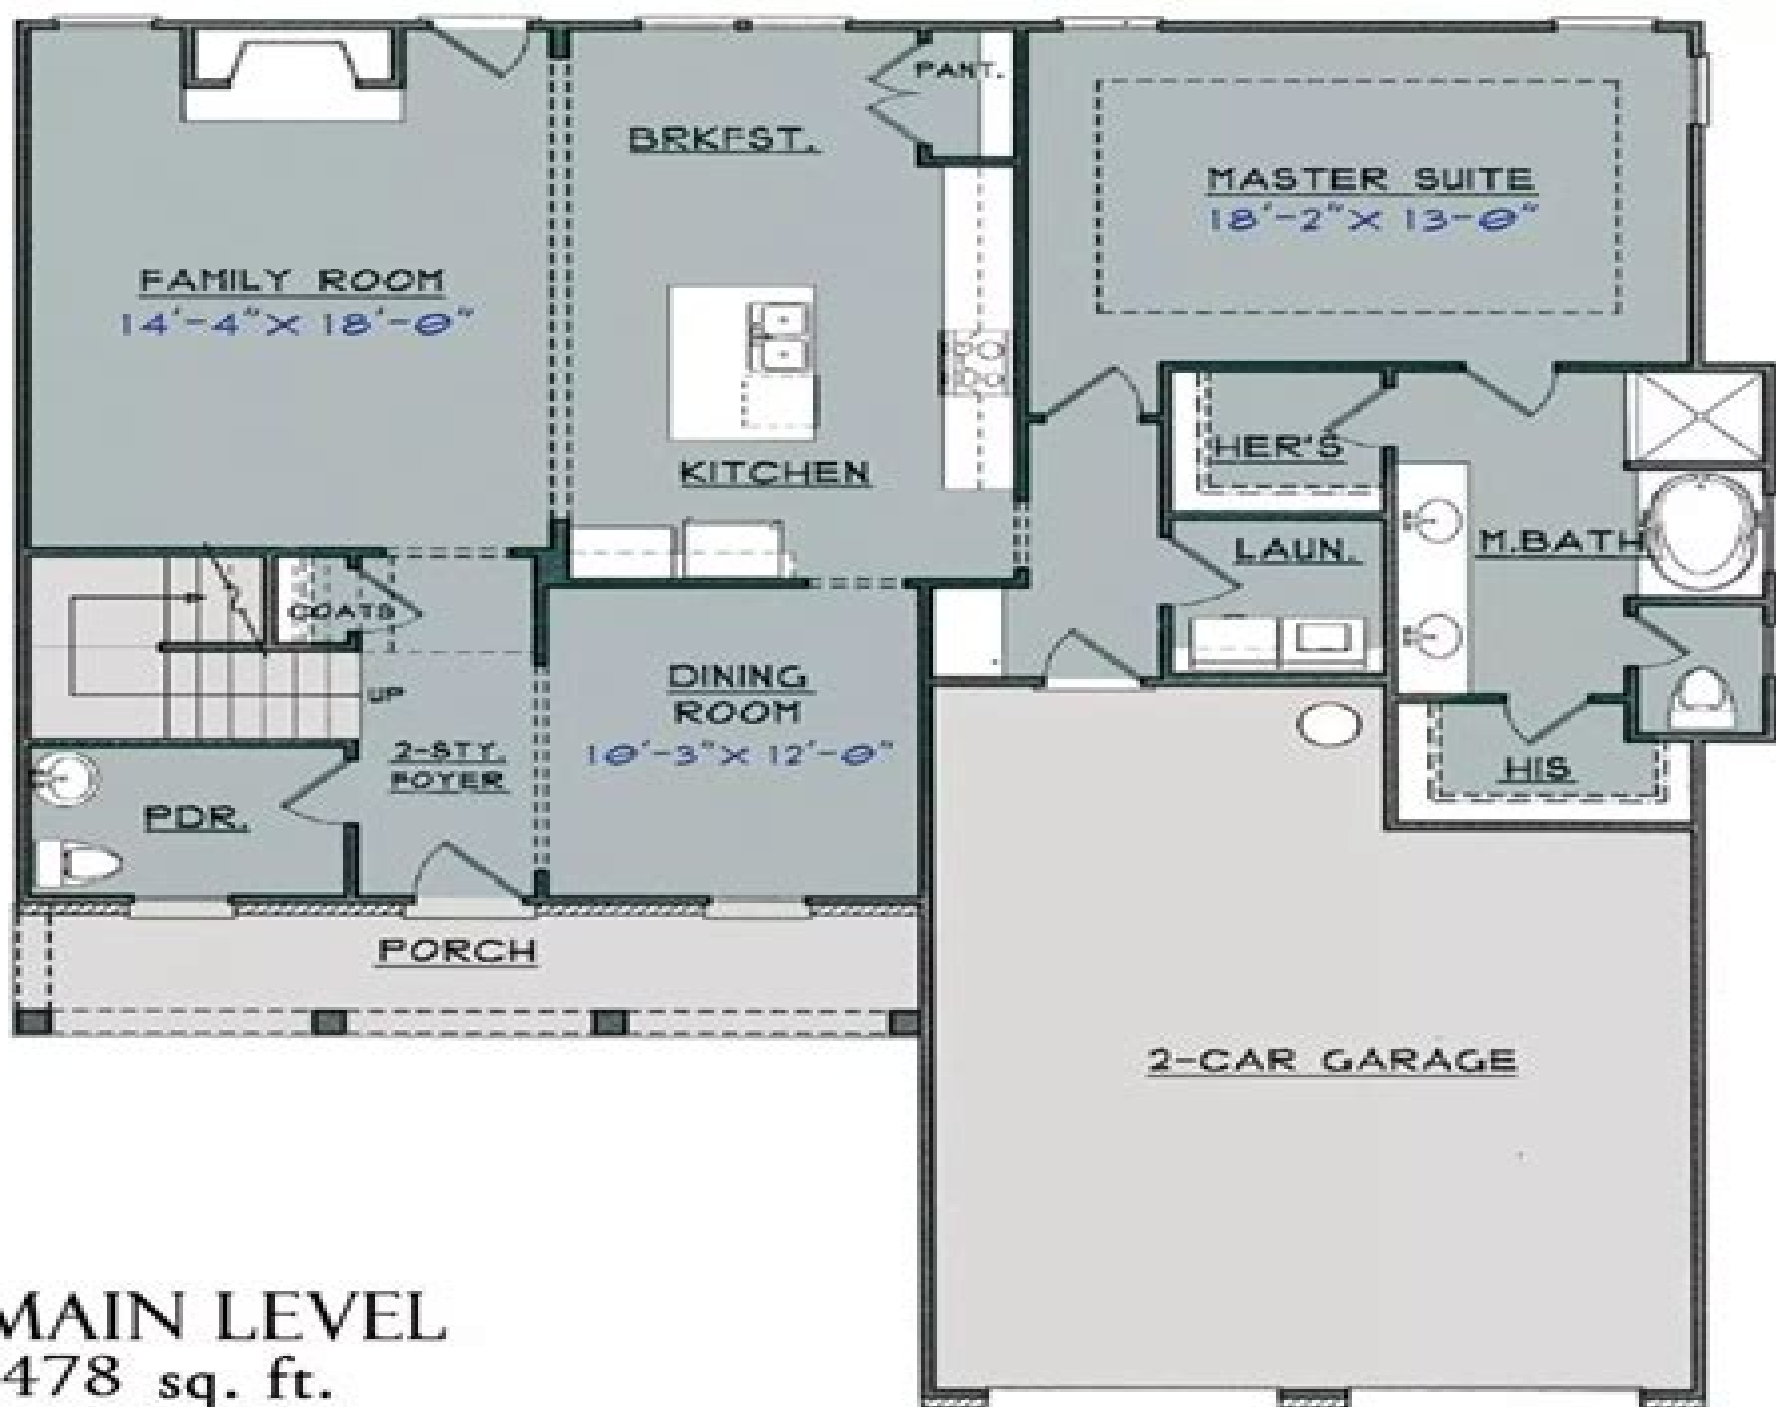 PANT.
BRKFST.
MASTER SUITE
18'-2" X 13-0"
FAMILY ROOM
14'-4" X 18'-0"
KITCHEN
HER'S
LAUN.
M.BATH
COATS
UP
DINING
ROOM
10'-3" X 12'-0"
2-STY.
FOYER
PDR.
HIS
PORCH
2-CAR GARAGE
MAIN LEVEL
478 sq. ft.